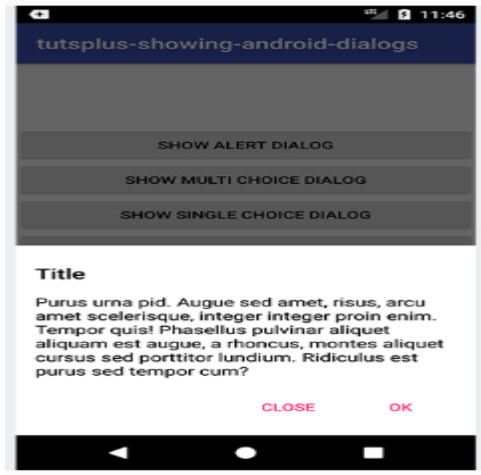 LTE 11:46
tutsplus-showing-android-dialogs
SHOW ALERT DIALOG
SHOW MULTI CHOICE DIALOG
SHOW SINGLE CHOICE DIALOG
Title
Purus urna pid. Augue sed amet, risus, arcu
amet scelerisque, integer integer proin enim.
Tempor quis! Phasellus pulvinar aliquet
aliquam est augue, a rhoncus, montes aliquet
cursus sed porttitor lundium. Ridiculus est
purus sed tempor cum?
CLOSE OK